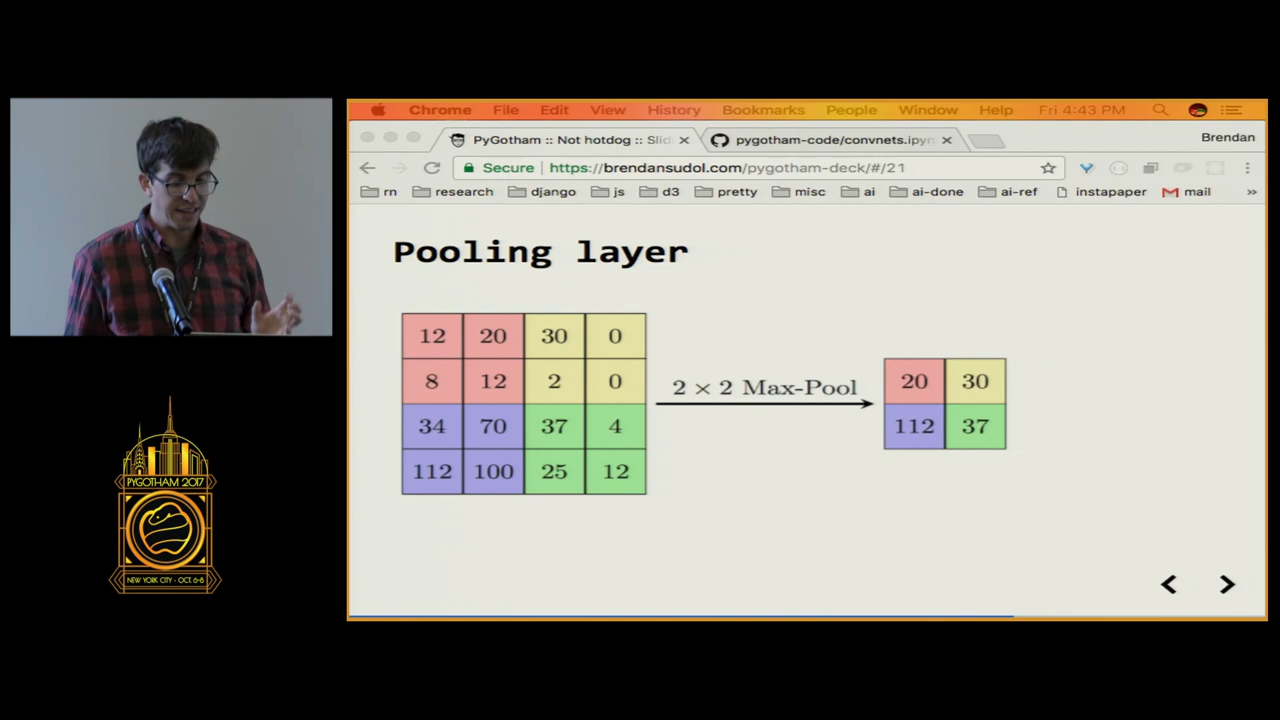 Chrome File Edit View History Bookmarks People Window Help Fri 4:43 PM
PyGotham :: Not hotdog :: Slid
pygotham-code/convnets.ipyn
Brendan
Secure https://brendansudol.com/pygotham-deck/#/21
rn research django js d3 pretty misc ai ai-done ai-ref instapaper mail »
Pooling layer
12 20 30 0
8 12 2 0
34 70 37 4
112 100 25 12
2 × 2 Max-Pool
20 30
112 37
PYGOTHAM 2017
NEW YORK CITY - OCT. 6-8